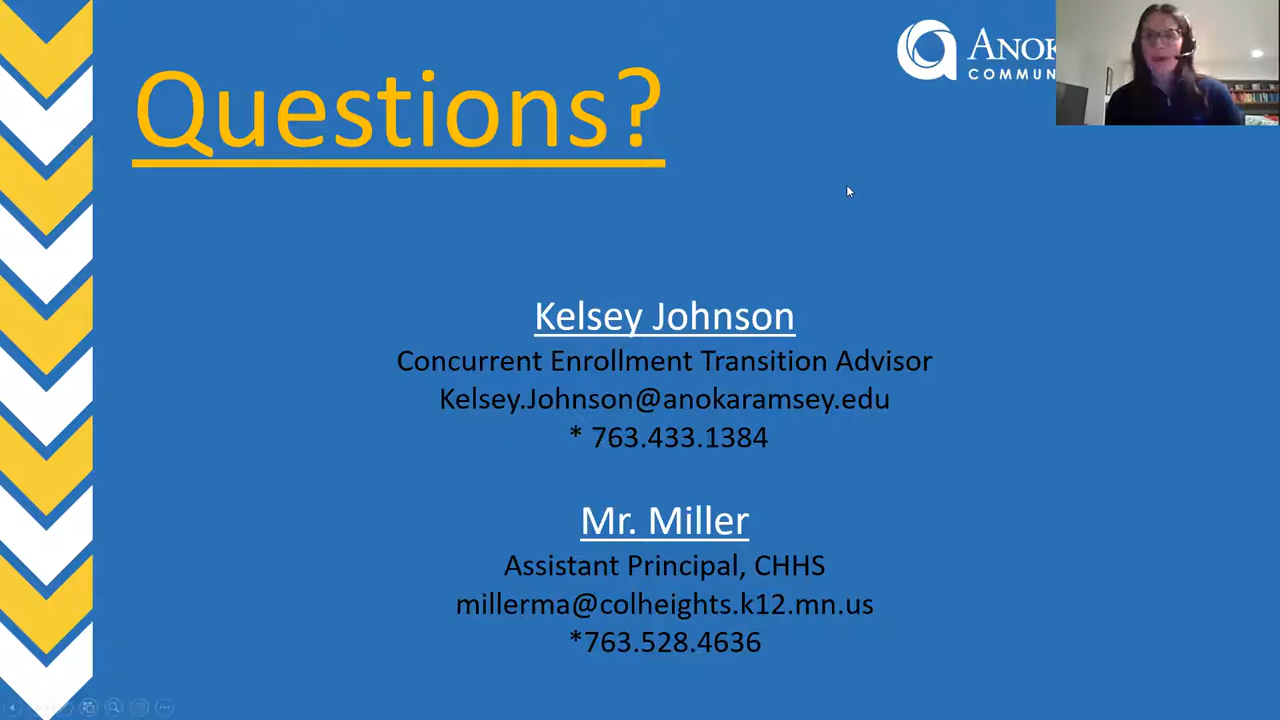 Questions?
COMMUN
Kelsey Johnson
Concurrent Enrollment Transition Advisor
Kelsey.Johnson@anokaramsey.edu
* 763.433.1384
Mr. Miller
Assistant Principal, CHHS
millerma@colheights.k12.mn.us
*763.528.4636